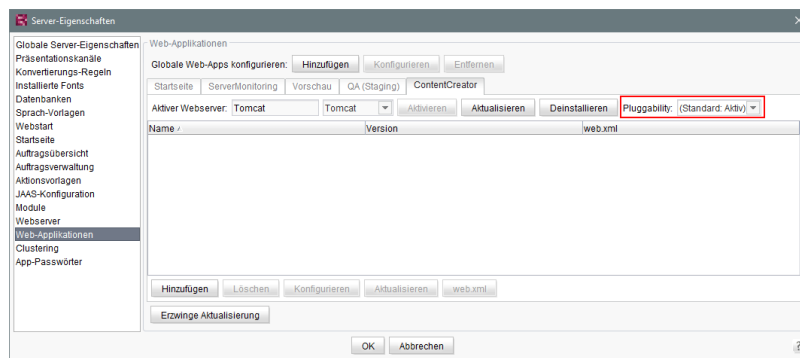 Server-Eigenschaften
Globale Server-Eigenschaften
Präsentationskanäle
Konvertierungs-Regeln
Installierte Fonts
Datenbanken
Sprach-Vorlagen
Webstart
Startseite
Auftragsübersicht
Auftragsverwaltung
Aktionsvorlagen
JAAS-Konfiguration
Module
Webserver
Web-Applikationen
Clustering
App-Passwörter
Web-Applikationen
Globale Web-Apps konfigurieren: Hinzufügen Konfigurieren Entfernen
Startseite ServerMonitoring Vorschau QA (Staging) ContentCreator
Aktiver Webserver: Tomcat Tomcat Aktivieren Aktualisieren Deinstallieren Pluggability: (Standard: Aktiv)
Name Version web.xml
Hinzufügen Löschen Konfigurieren Aktualisieren web.xml
Erzwinge Aktualisierung
OK Abbrechen